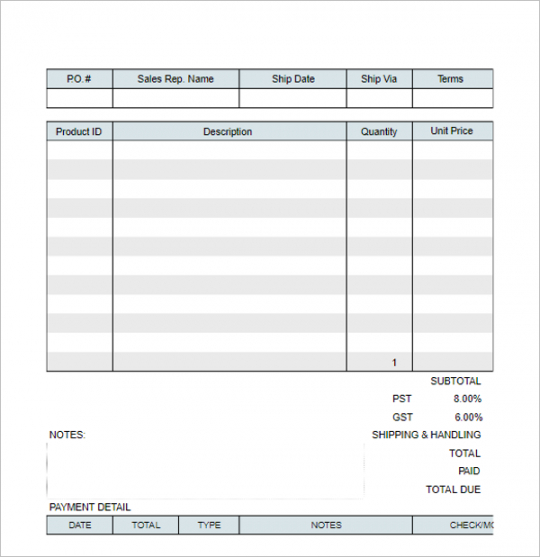 P.O.# Sales Rep. Name Ship Date Ship Via Terms
Product ID Description Quantity Unit Price
1
SUBTOTAL
PST 8.00%
GST 6.00%
NOTES: SHIPPING & HANDLING
TOTAL
PAID
TOTAL DUE
PAYMENT DETAIL
DATE TOTAL TYPE NOTES CHECK/MO